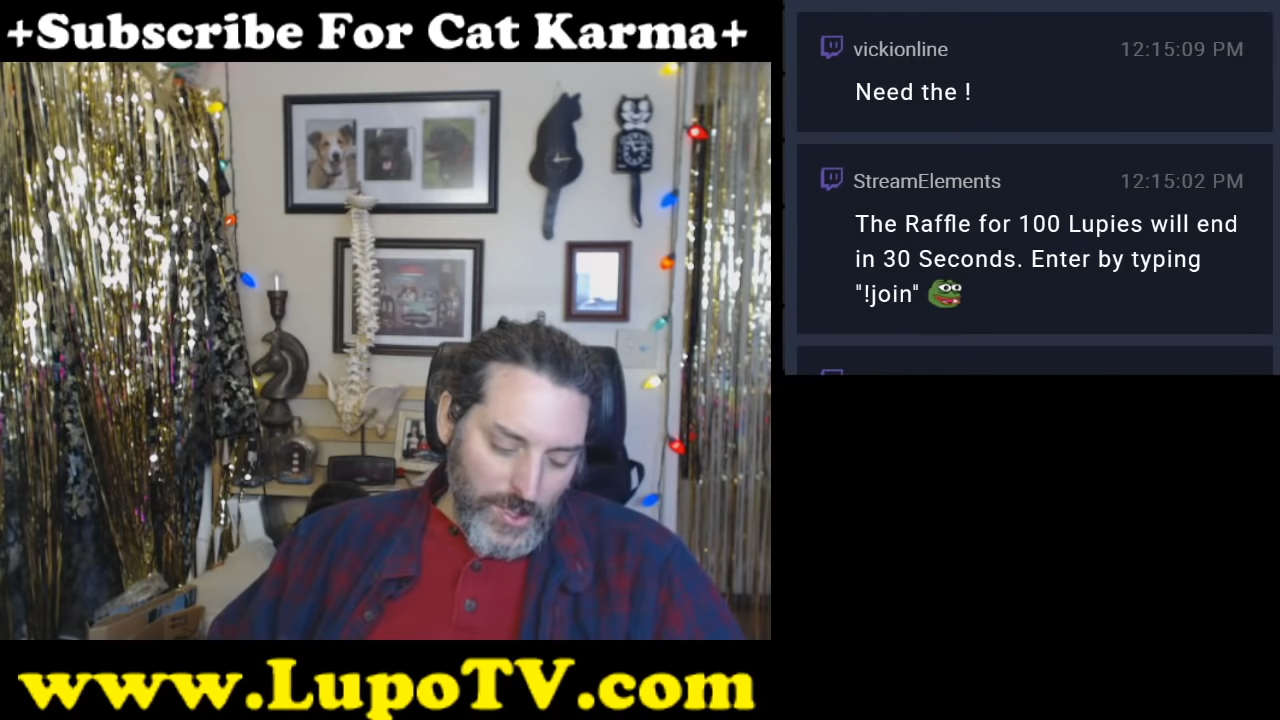 +Subscribe For Cat Karma+
vickionline 12:15:09 PM
Need the !
StreamElements 12:15:02 PM
The Raffle for 100 Lupies will end
in 30 Seconds. Enter by typing
"!join"
www.LupoTV.com